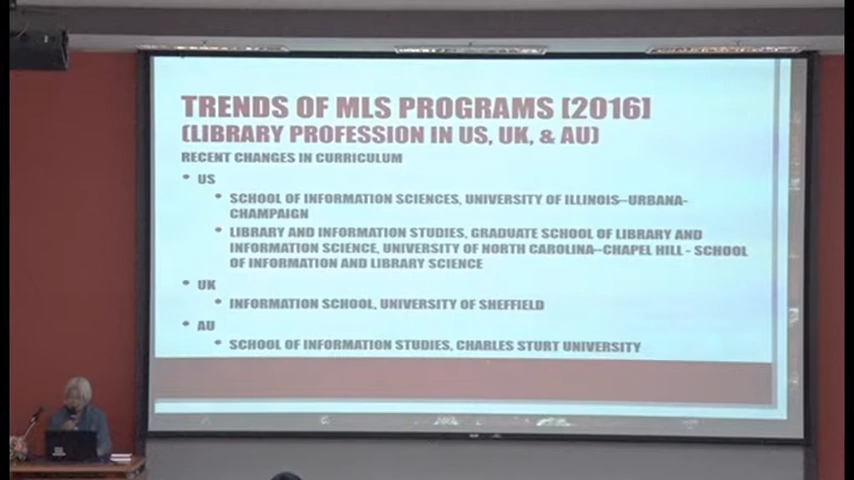 TRENDS OF MLS PROGRAMS [2016]
(LIBRARY PROFESSION IN US, UK, & AU)
RECENT CHANGES IN CURRICULUM
• US
• SCHOOL OF INFORMATION SCIENCES, UNIVERSITY OF ILLINOIS–URBANA-
CHAMPAIGN
• LIBRARY AND INFORMATION STUDIES, GRADUATE SCHOOL OF LIBRARY AND
INFORMATION SCIENCE, UNIVERSITY OF NORTH CAROLINA–CHAPEL HILL - SCHOOL
OF INFORMATION AND LIBRARY SCIENCE
• UK
• INFORMATION SCHOOL, UNIVERSITY OF SHEFFIELD
• AU
• SCHOOL OF INFORMATION STUDIES, CHARLES STURT UNIVERSITY